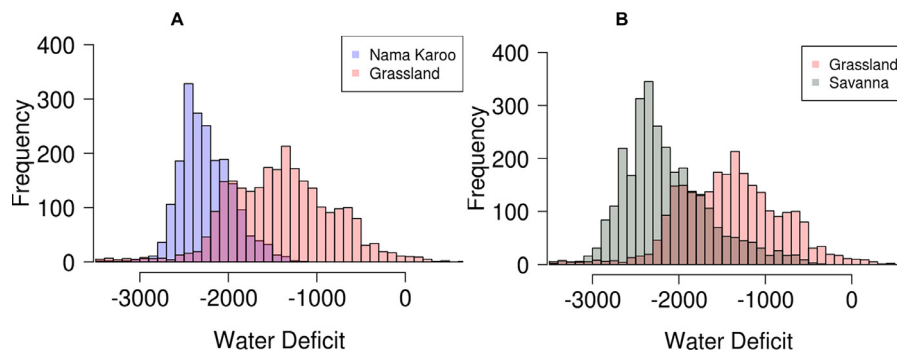 A
400
300
200
100
0
Frequency
Nama Karoo
Grassland
-3000 -2000 -1000 0
Water Deficit
B
400
300
200
100
0
Frequency
Grassland
Savanna
-3000 -2000 -1000 0
Water Deficit